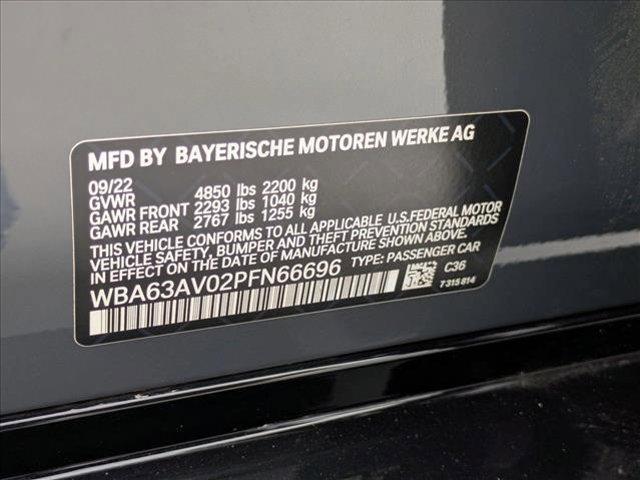 MFD BY BAYERISCHE MOTOREN WERKE AG
09/22
GVWR 4850 lbs 2200 kg
GAWR FRONT 2293 lbs 1040 kg
GAWR REAR 2767 lbs 1255 kg
THIS VEHICLE CONFORMS TO ALL APPLICABLE U.S.FEDERAL MOTOR
VEHICLE SAFETY, BUMPER AND THEFT PREVENTION STANDARDS
IN EFFECT ON THE DATE OF MANUFACTURE SHOWN ABOVE.
WBA63AV02PFN66696 TYPE: PASSENGER CAR
C36
7 315 814